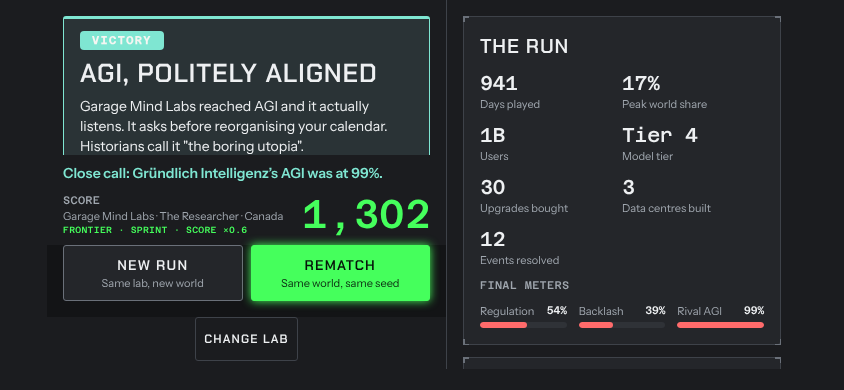 VICTORY
AGI, POLITELY ALIGNED
Garage Mind Labs reached AGI and it actually
listens. It asks before reorganising your calendar.
Historians call it "the boring utopia".
Close call: Gründlich Intelligenz's AGI was at 99%.
SCORE
Garage Mind Labs · The Researcher · Canada
FRONTIER · SPRINT · SCORE ×0.6
1,302
NEW RUN
Same lab, new world
REMATCH
Same world, same seed
CHANGE LAB
THE RUN
941
Days played
17%
Peak world share
1B
Users
Tier 4
Model tier
30
Upgrades bought
3
Data centres built
12
Events resolved
FINAL METERS
Regulation 54%
Backlash 39%
Rival AGI 99%